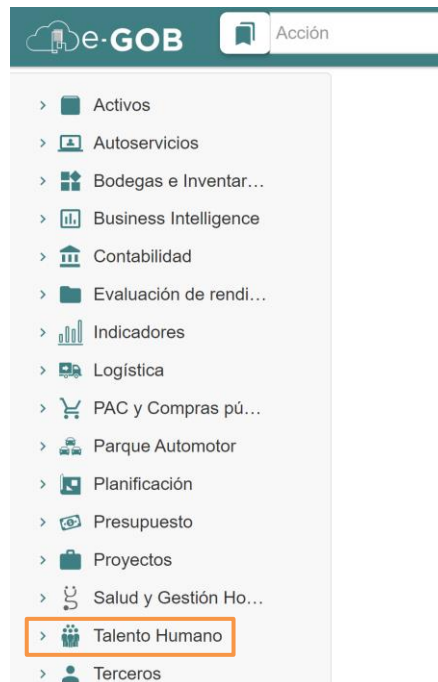 e-GOB
Acción
Activos
Autoservicios
Bodegas e Inventar...
Business Intelligence
Contabilidad
Evaluación de rendi...
Indicadores
Logística
PAC y Compras pú...
Parque Automotor
Planificación
Presupuesto
Proyectos
Salud y Gestión Ho...
Talento Humano
Terceros